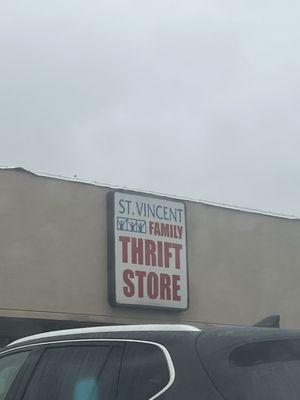 ST. VINCENT
FAMILY
THRIFT
STORE